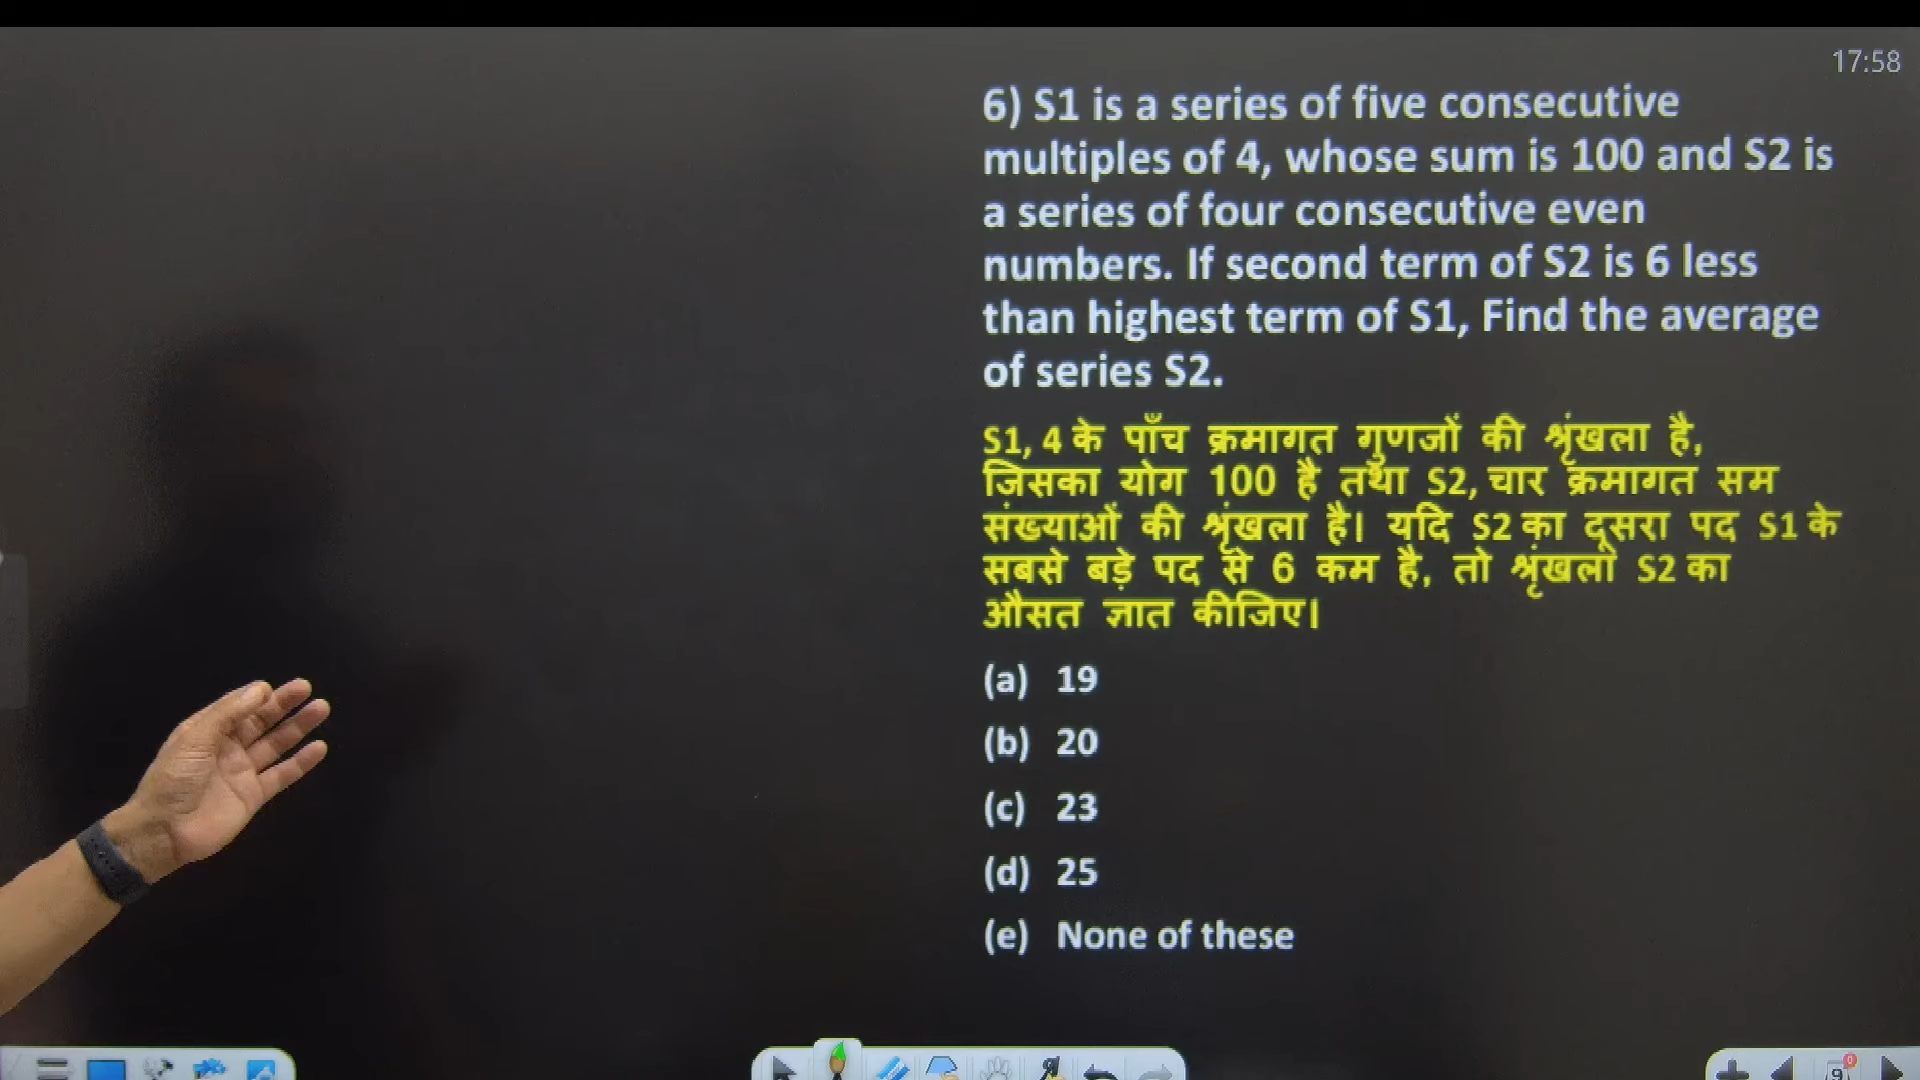 17:58
6) S1 is a series of five consecutive
multiples of 4, whose sum is 100 and S2 is
a series of four consecutive even
numbers. If second term of S2 is 6 less
than highest term of S1, Find the average
of series S2.
S1, 4 के पाँच क्रमागत गुणजों की श्रृंखला है,
जिसका योग 100 है तथा S2, चार क्रमागत सम
संख्याओं की श्रृंखला है। यदि S2 का दूसरा पद S1 के
सबसे बड़े पद से 6 कम है, तो श्रृंखला S2 का
औसत ज्ञात कीजिए।
(a) 19
(b) 20
(c) 23
(d) 25
(e) None of these